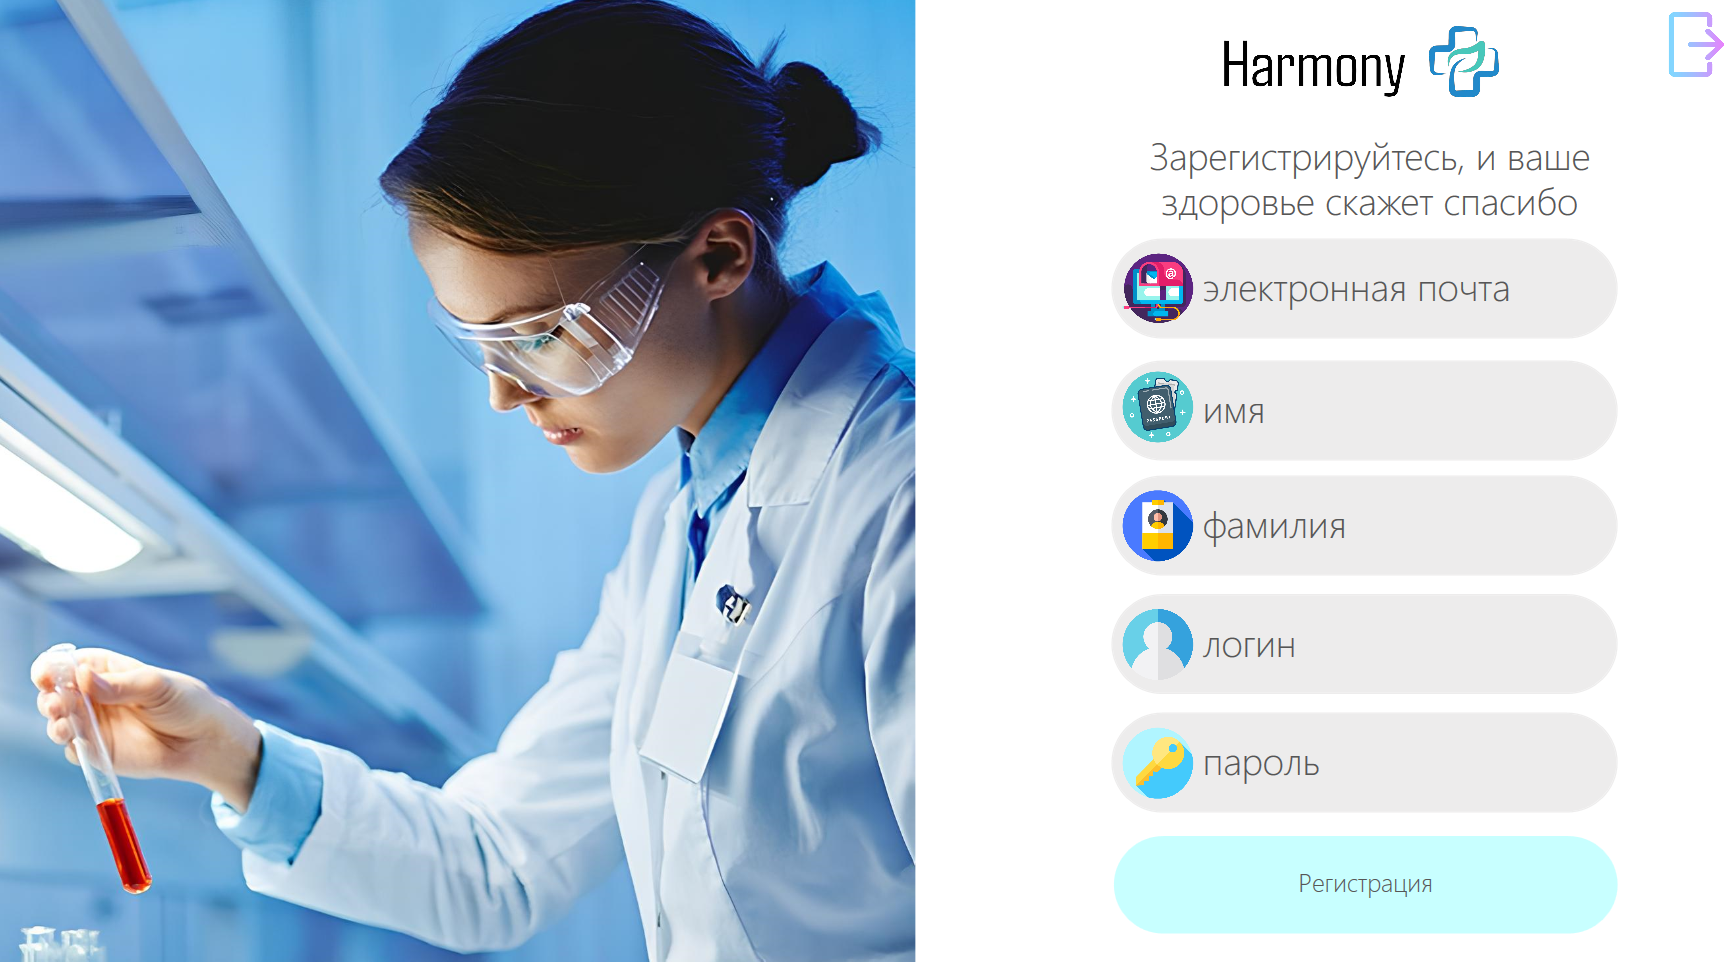 Harmony
Зарегистрируйтесь, и ваше
здоровье скажет спасибо
электронная почта
имя
фамилия
логин
пароль
Регистрация